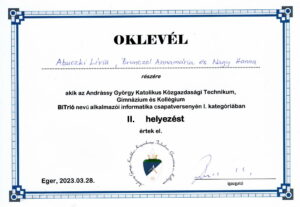 OKLEVÉL
Abuczki Lívia, Brunczel Annamária és Nagy Hanna
részére
akik az Andrássy György Katolikus Közgazdasági Technikum,
Gimnázium és Kollégium
BITrió nevű alkalmazói informatika csapatversenyén I. kategóriában
II. helyezést
értek el.
Eger, 2023.03.28.
igazgató